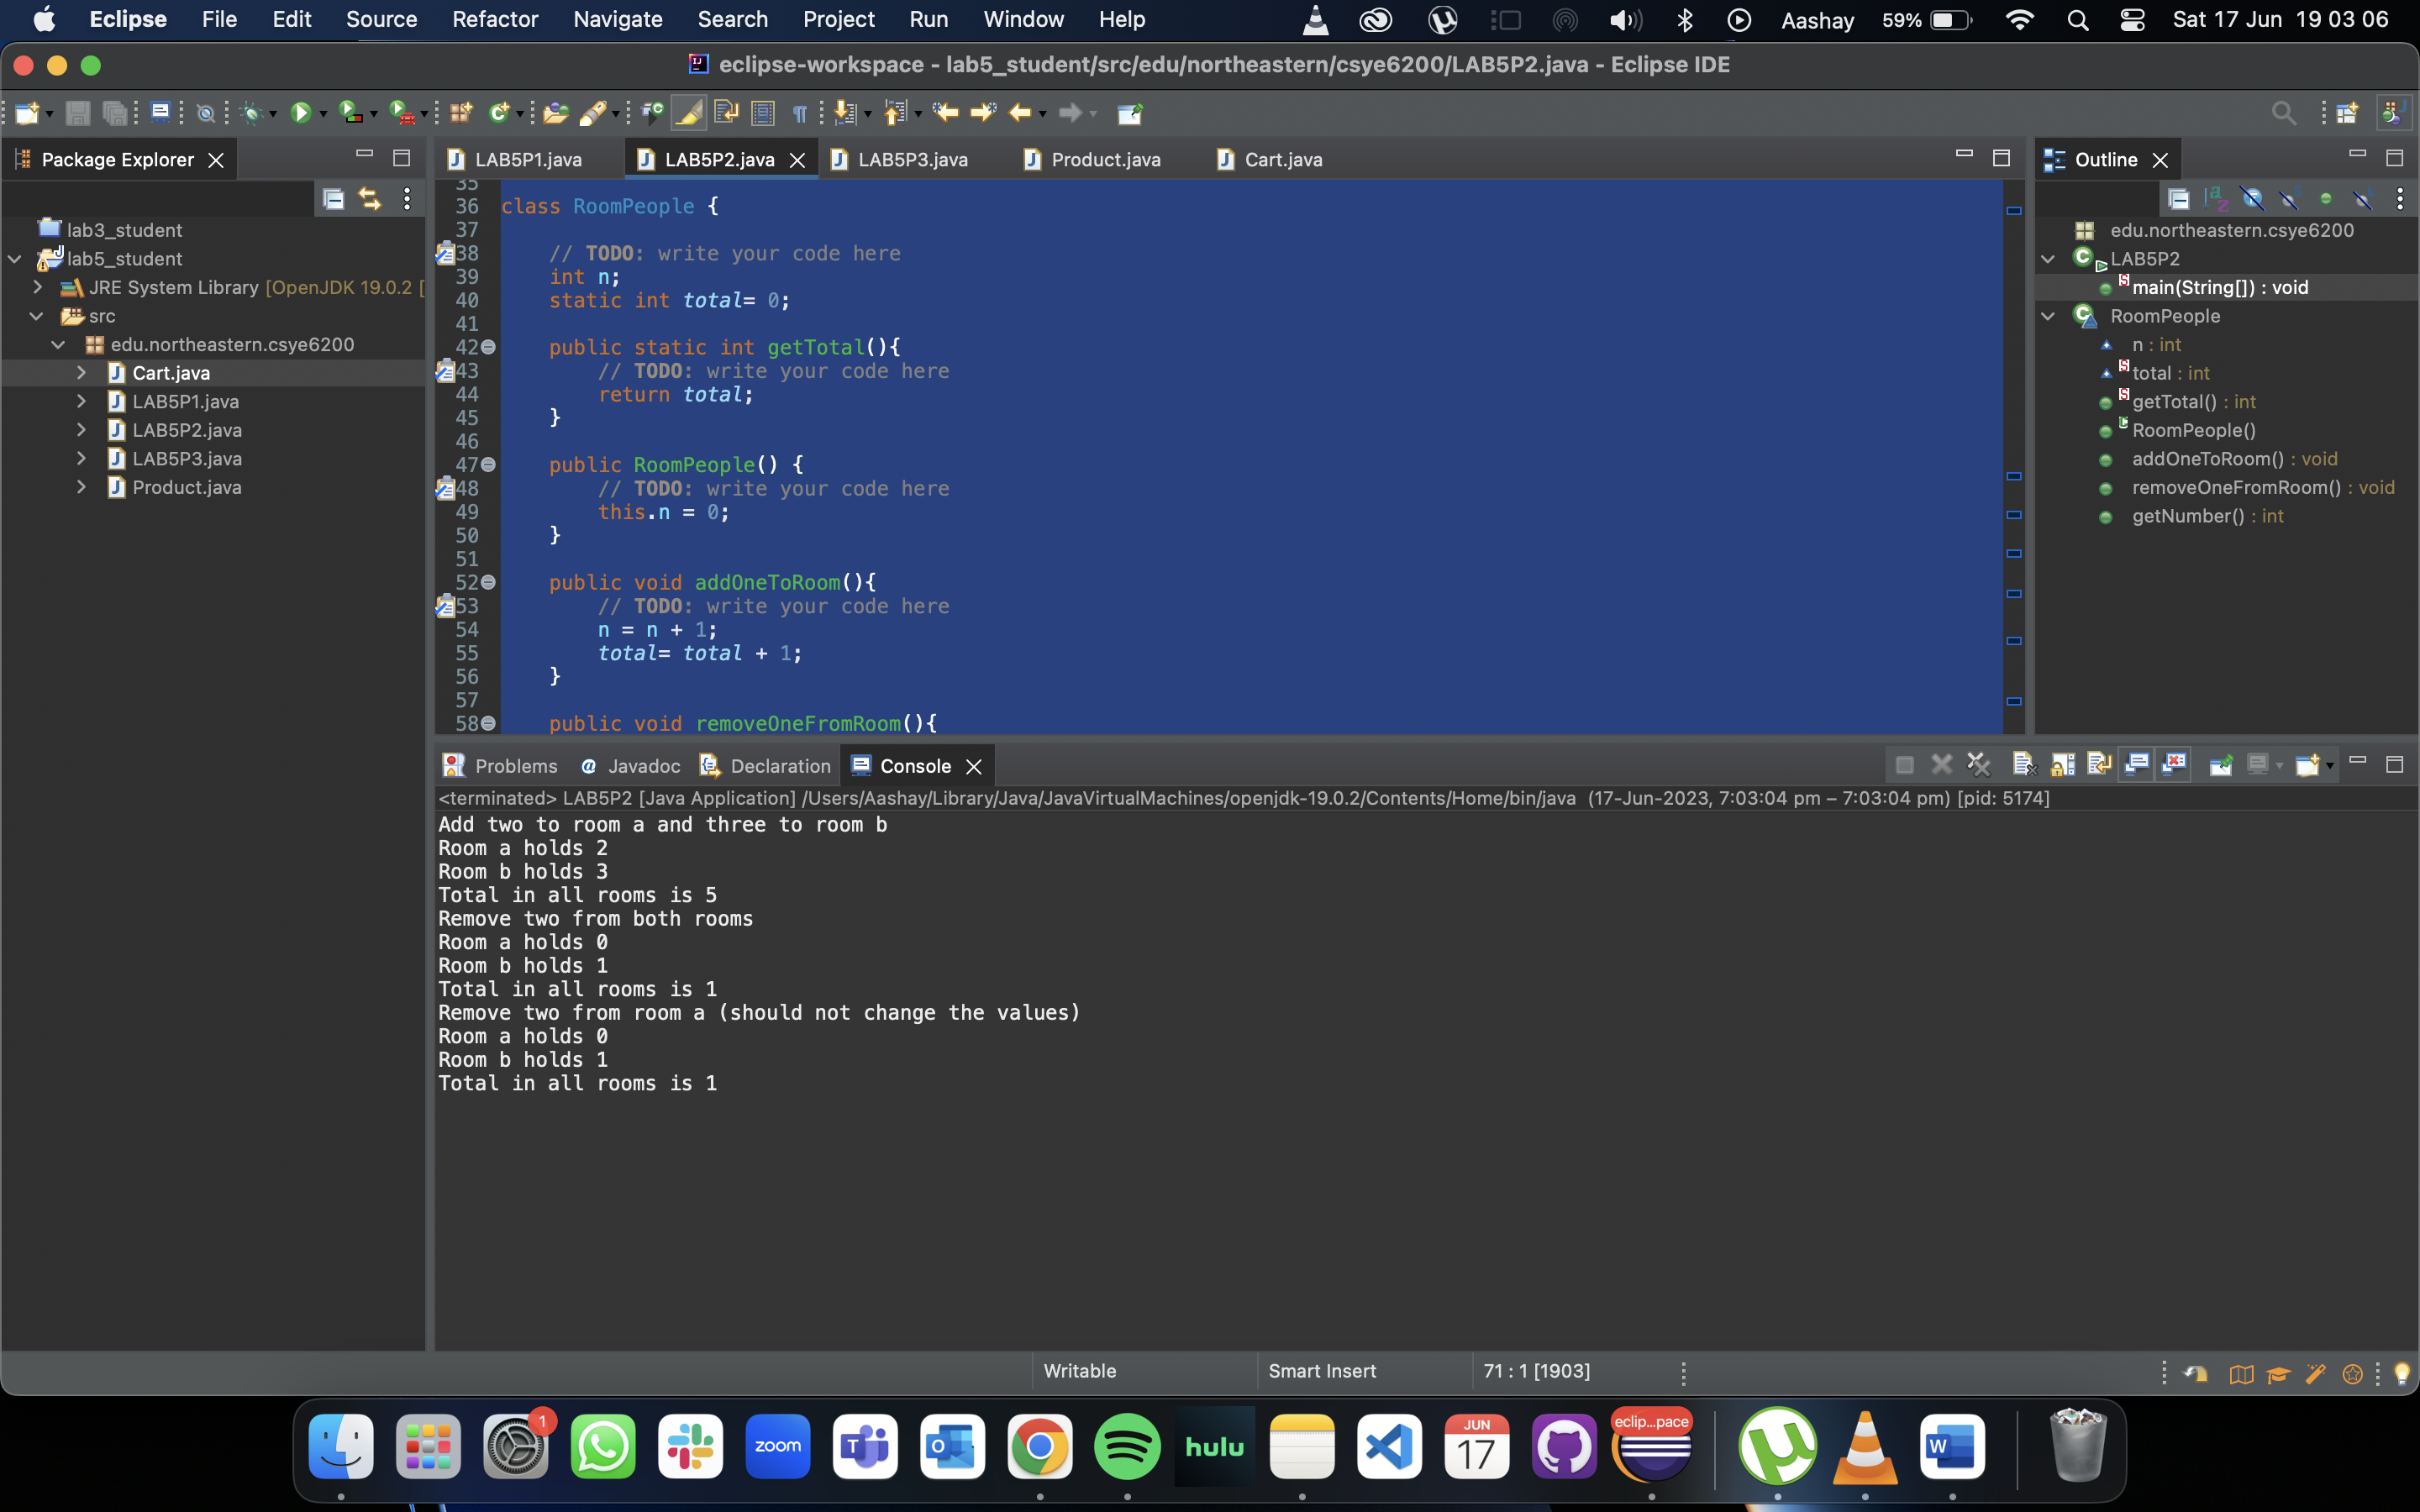 Eclipse File Edit Source Refactor Navigate Search Project Run Window Help Aashay 59% Sat 17 Jun 19 03 06
eclipse-workspace - lab5_student/src/edu/northeastern/csye6200/LAB5P2.java - Eclipse IDE
Package Explorer
lab3_student
lab5_student
JRE System Library [OpenJDK 19.0.2 [
src
edu.northeastern.csye6200
Cart.java
LAB5P1.java
LAB5P2.java
LAB5P3.java
Product.java
LAB5P1.java LAB5P2.java LAB5P3.java Product.java Cart.java
35
36 class RoomPeople {
37
38 // TODO: write your code here
39 int n;
40 static int total= 0;
41
42 public static int getTotal(){
43 // TODO: write your code here
44 return total;
45 }
46
47 public RoomPeople() {
48 // TODO: write your code here
49 this.n = 0;
50 }
51
52 public void addOneToRoom(){
53 // TODO: write your code here
54 n = n + 1;
55 total= total + 1;
56 }
57
58 public void removeOneFromRoom(){
Outline
edu.northeastern.csye6200
LAB5P2
main(String[]) : void
RoomPeople
n : int
total : int
getTotal() : int
RoomPeople()
addOneToRoom() : void
removeOneFromRoom() : void
getNumber() : int
Problems @ Javadoc Declaration Console
<terminated> LAB5P2 [Java Application] /Users/Aashay/Library/Java/JavaVirtualMachines/openjdk-19.0.2/Contents/Home/bin/java (17-Jun-2023, 7:03:04 pm – 7:03:04 pm) [pid: 5174]
Add two to room a and three to room b
Room a holds 2
Room b holds 3
Total in all rooms is 5
Remove two from both rooms
Room a holds 0
Room b holds 1
Total in all rooms is 1
Remove two from room a (should not change the values)
Room a holds 0
Room b holds 1
Total in all rooms is 1
Writable Smart Insert 71 : 1 [1903]
1
zoom
hulu
JUN
17
eclip...pace